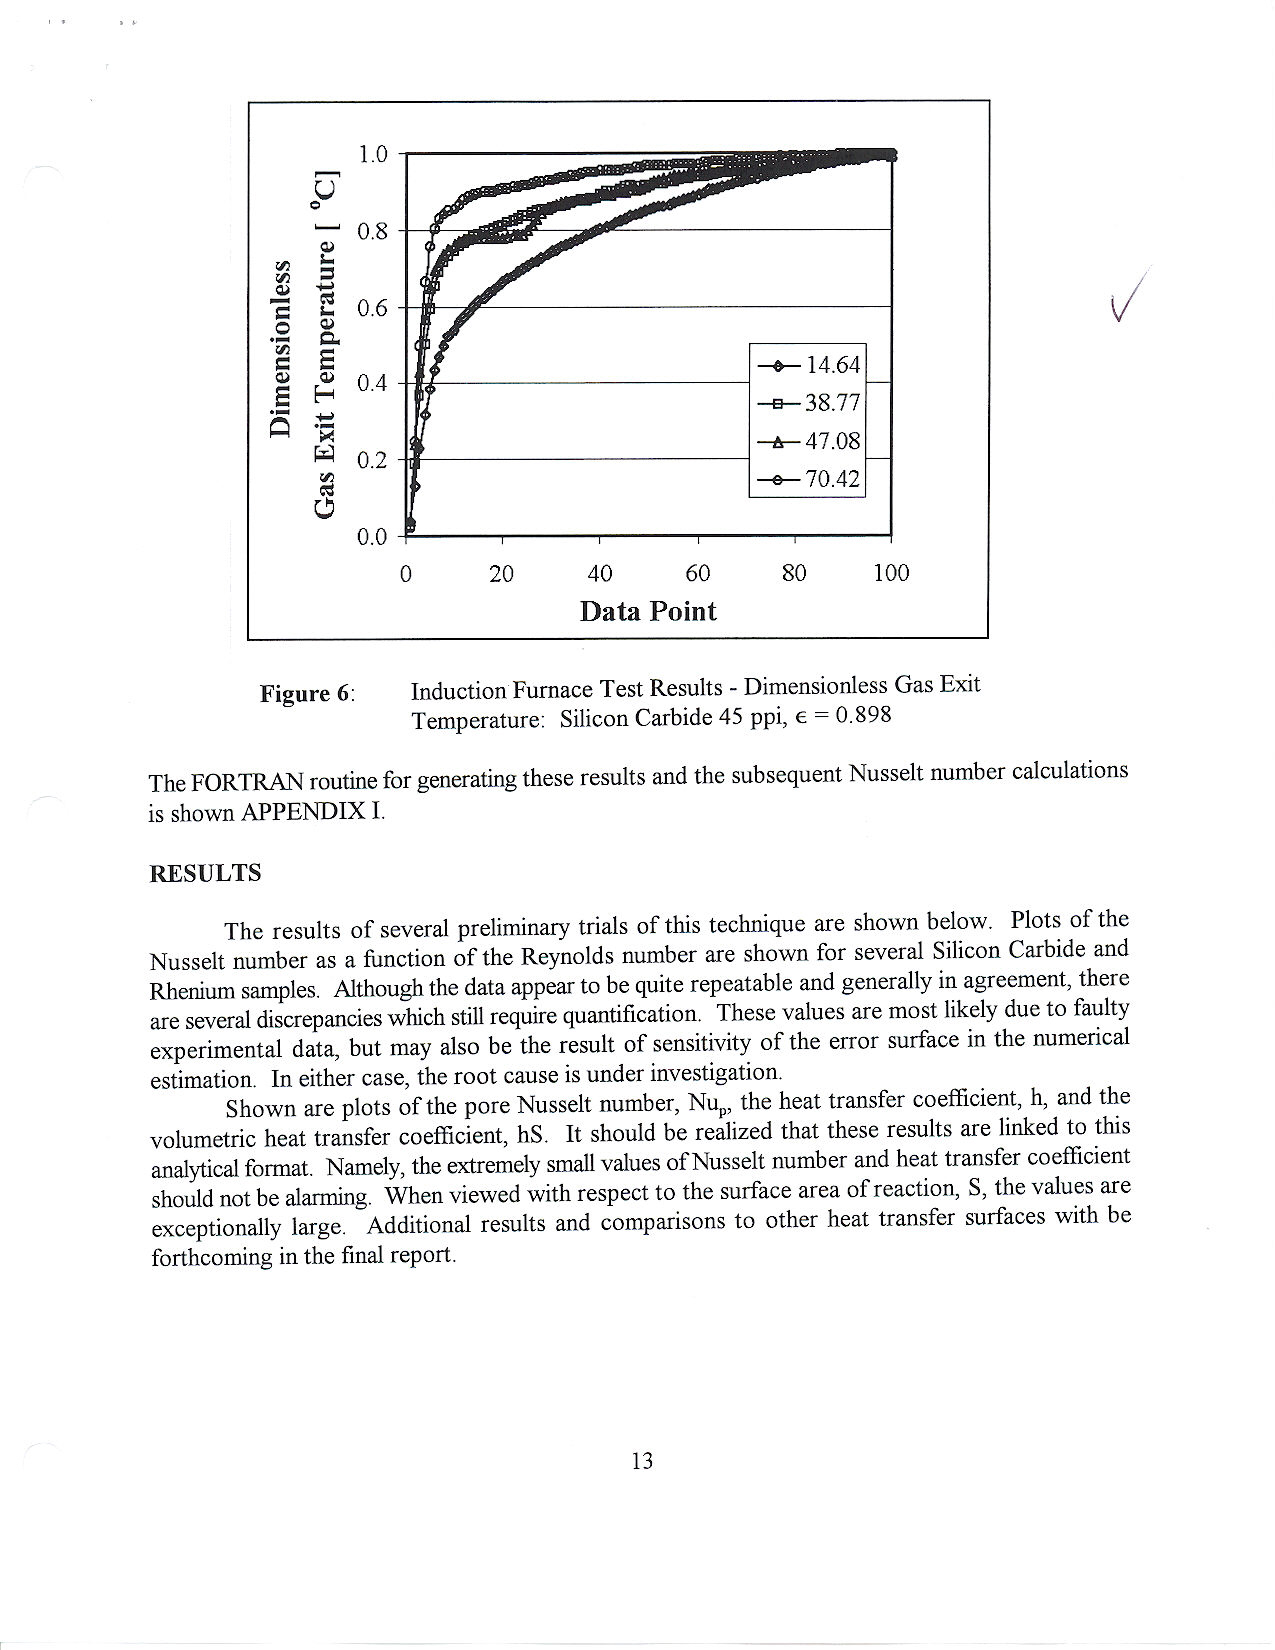 Dimensionless
Gas Exit Temperature [ °C]
1.0
0.8
0.6
0.4
0.2
0.0
0 20 40 60 80 100
Data Point
14.64
38.77
47.08
70.42
Figure 6: Induction Furnace Test Results - Dimensionless Gas Exit
Temperature: Silicon Carbide 45 ppi, ϵ = 0.898
The FORTRAN routine for generating these results and the subsequent Nusselt number calculations
is shown APPENDIX I.
RESULTS
The results of several preliminary trials of this technique are shown below. Plots of the
Nusselt number as a function of the Reynolds number are shown for several Silicon Carbide and
Rhenium samples. Although the data appear to be quite repeatable and generally in agreement, there
are several discrepancies which still require quantification. These values are most likely due to faulty
experimental data, but may also be the result of sensitivity of the error surface in the numerical
estimation. In either case, the root cause is under investigation.
Shown are plots of the pore Nusselt number, Nuₚ, the heat transfer coefficient, h, and the
volumetric heat transfer coefficient, hS. It should be realized that these results are linked to this
analytical format. Namely, the extremely small values of Nusselt number and heat transfer coefficient
should not be alarming. When viewed with respect to the surface area of reaction, S, the values are
exceptionally large. Additional results and comparisons to other heat transfer surfaces with be
forthcoming in the final report.
13